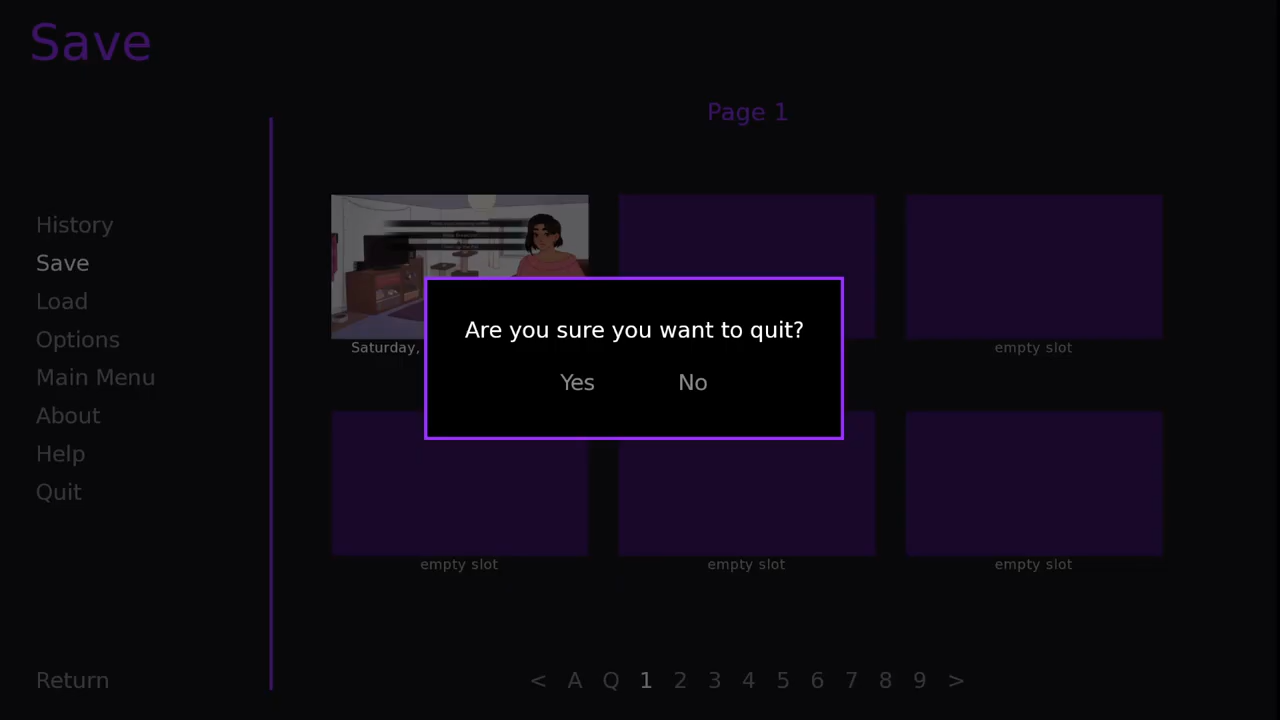 Save
Page 1
History
Save
Load
Options
Main Menu
About
Help
Quit
Return
Saturday,
empty slot
empty slot
empty slot
empty slot
Are you sure you want to quit?
Yes No
< A Q 1 2 3 4 5 6 7 8 9 >